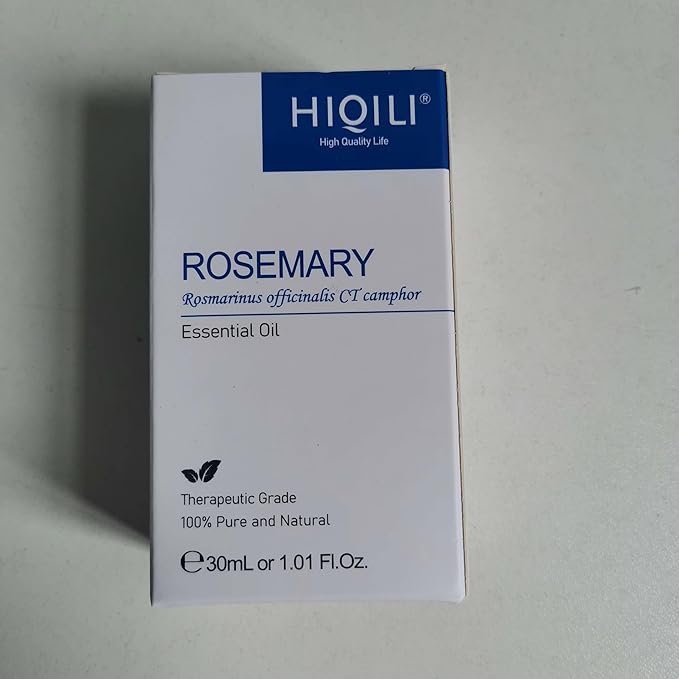 HIQILI®
High Quality Life
ROSEMARY
Rosmarinus officinalis CT camphor
Essential Oil
Therapeutic Grade
100% Pure and Natural
℮30mL or 1.01 Fl.Oz.